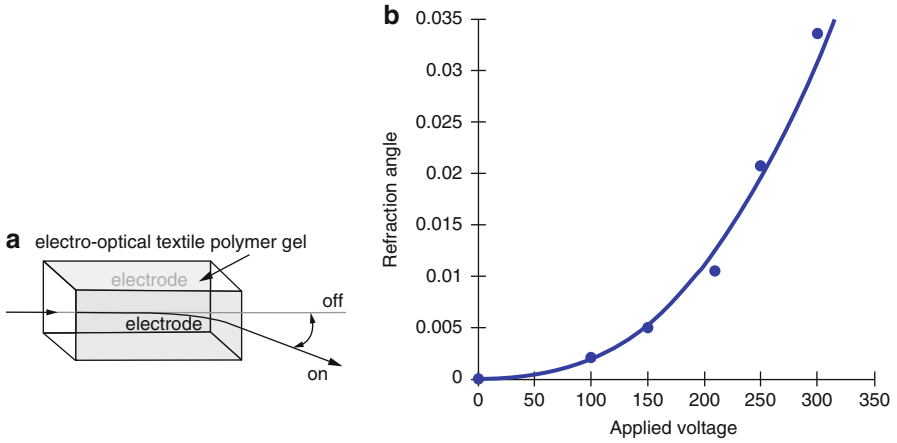 a electro-optical textile polymer gel
electrode
electrode
off
on
b
0.035
0.03
0.025
0.02
0.015
0.010
0.005
0
Refraction angle
0 50 100 150 200 250 300 350
Applied voltage